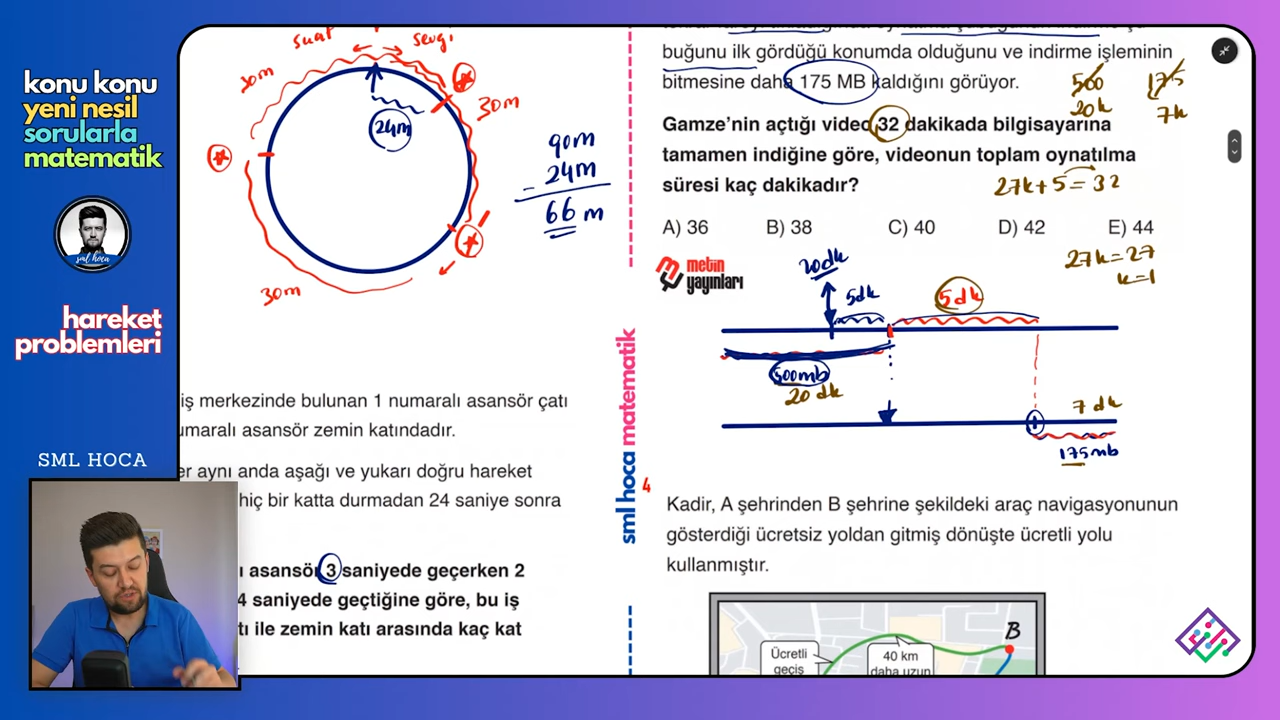 konu konu
yeni nesil
sorularla
matematik
sml hoca
hareket
problemleri
SML HOCA
suat
sevgi
30m
30m
24m
30m
90m
- 24m
66 m
iş merkezinde bulunan 1 numaralı asansör çatı
umaralı asansör zemin katındadır.
er aynı anda aşağı ve yukarı doğru hareket
hiç bir katta durmadan 24 saniye sonra
ı asansör 3 saniyede geçerken 2
4 saniyede geçtiğine göre, bu iş
tı ile zemin katı arasında kaç kat
sml hoca matematik
buğunu ilk gördüğü konumda olduğunu ve indirme işleminin
bitmesine daha 175 MB kaldığını görüyor.
500 175
20k 7k
Gamze'nin açtığı video 32 dakikada bilgisayarına
tamamen indiğine göre, videonun toplam oynatılma
süresi kaç dakikadır?
27k+5=32
A) 36 B) 38 C) 40 D) 42 E) 44
27k=27
k=1
metin
yayınları
20dk
5dk
5dk
500mb
20 dk
7 dk
175mb
4
Kadir, A şehrinden B şehrine şekildeki araç navigasyonunun
gösterdiği ücretsiz yoldan gitmiş dönüşte ücretli yolu
kullanmıştır.
B
Ücretli
geçiş
40 km
daha uzun